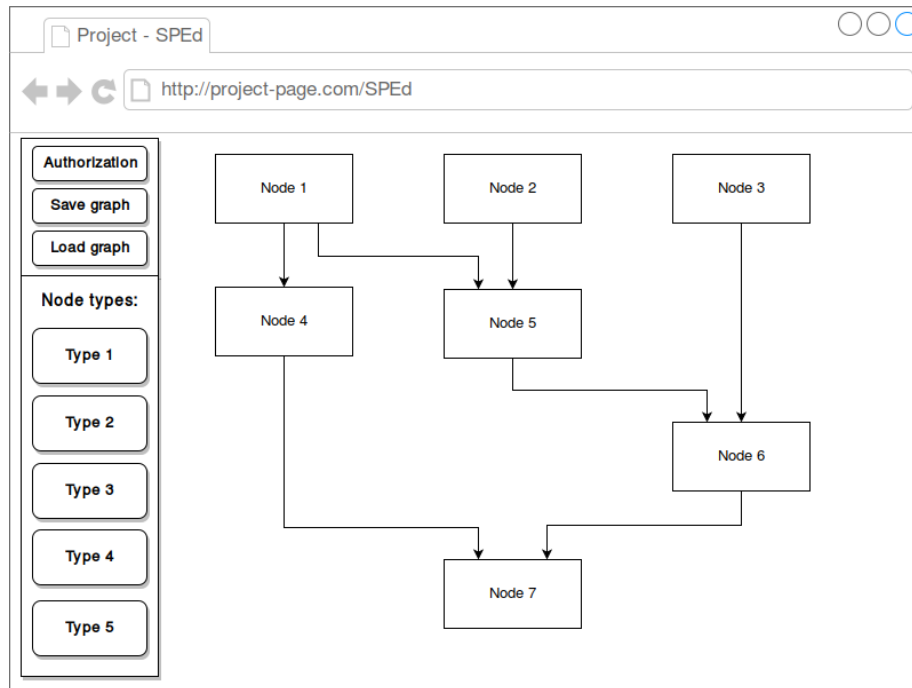 Project - SPEd
http://project-page.com/SPEd
Authorization
Save graph
Load graph
Node types:
Type 1
Type 2
Type 3
Type 4
Type 5
Node 1
Node 2
Node 3
Node 4
Node 5
Node 6
Node 7